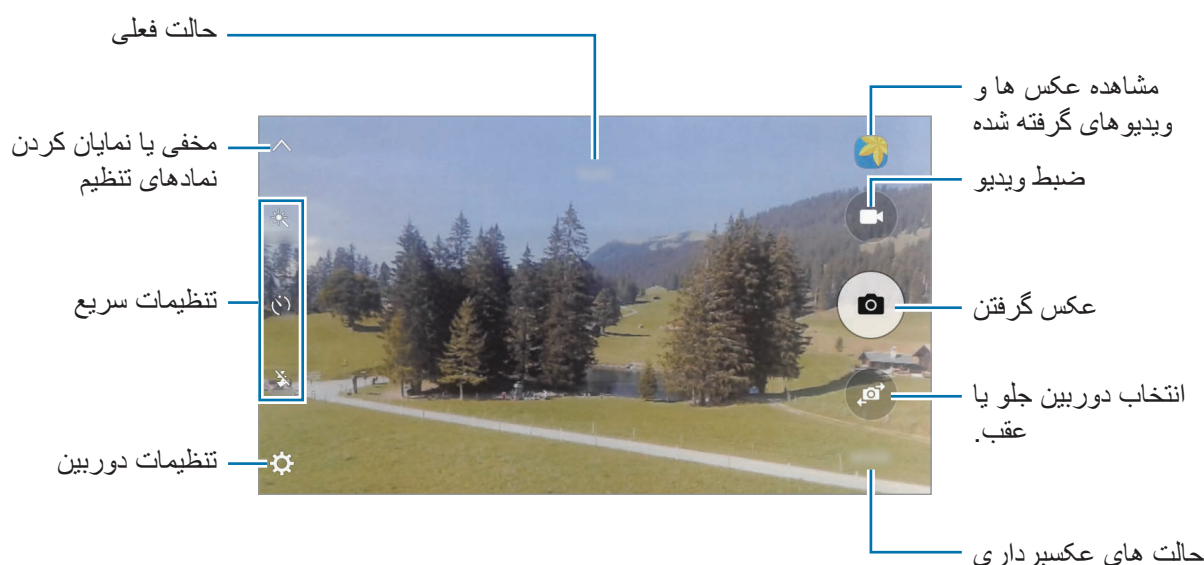 حالت فعلی
مشاهده عکس ها و
ویدیوهای گرفته شده
مخفی یا نمایان کردن
نمادهای تنظیم
ضبط ویدیو
تنظیمات سریع
عکس گرفتن
انتخاب دوربین جلو یا
عقب.
تنظیمات دوربین
حالت های عکسبرداری